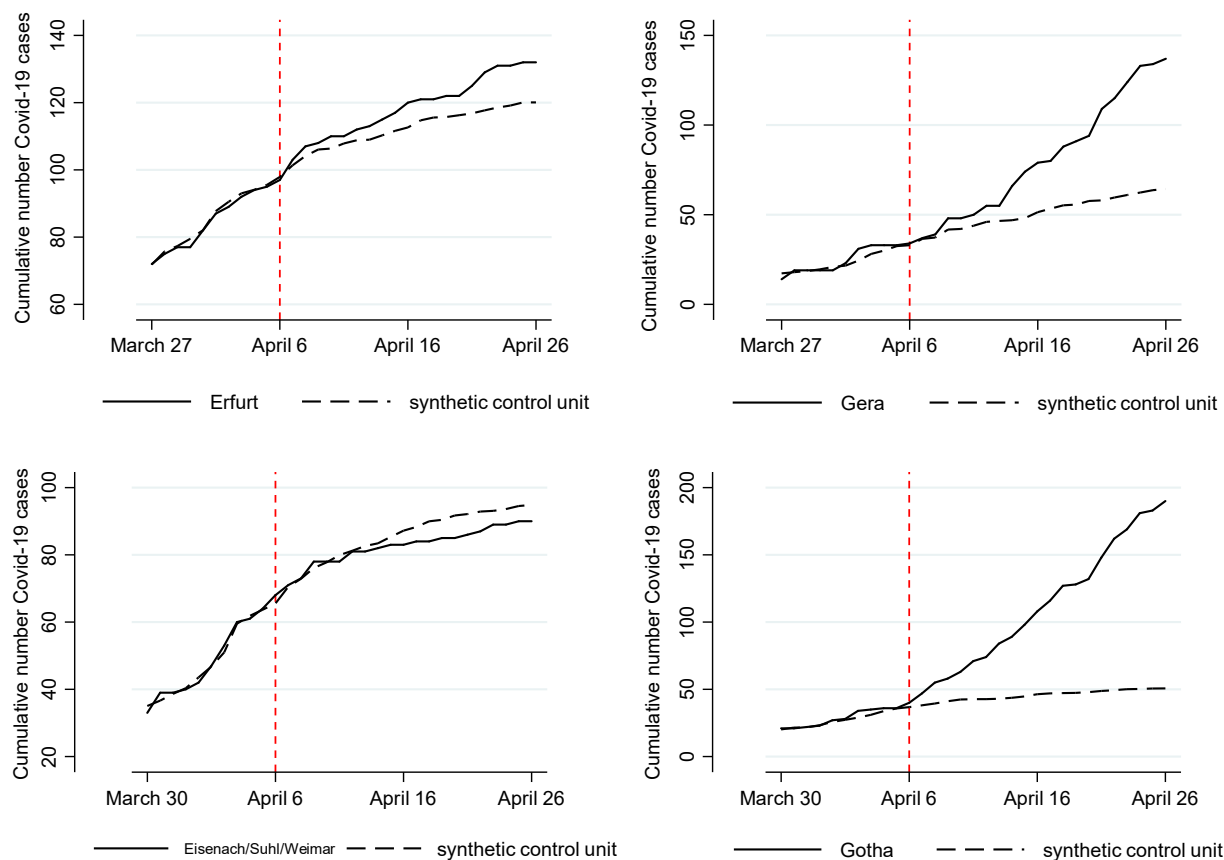 Cumulative number Covid-19 cases
140
120
100
80
60
March 27 April 6 April 16 April 26
Erfurt synthetic control unit
Cumulative number Covid-19 cases
150
100
50
0
March 27 April 6 April 16 April 26
Gera synthetic control unit
Cumulative number Covid-19 cases
100
80
60
40
20
March 30 April 6 April 16 April 26
Eisenach/Suhl/Weimar synthetic control unit
Cumulative number Covid-19 cases
200
150
100
50
0
March 30 April 6 April 16 April 26
Gotha synthetic control unit